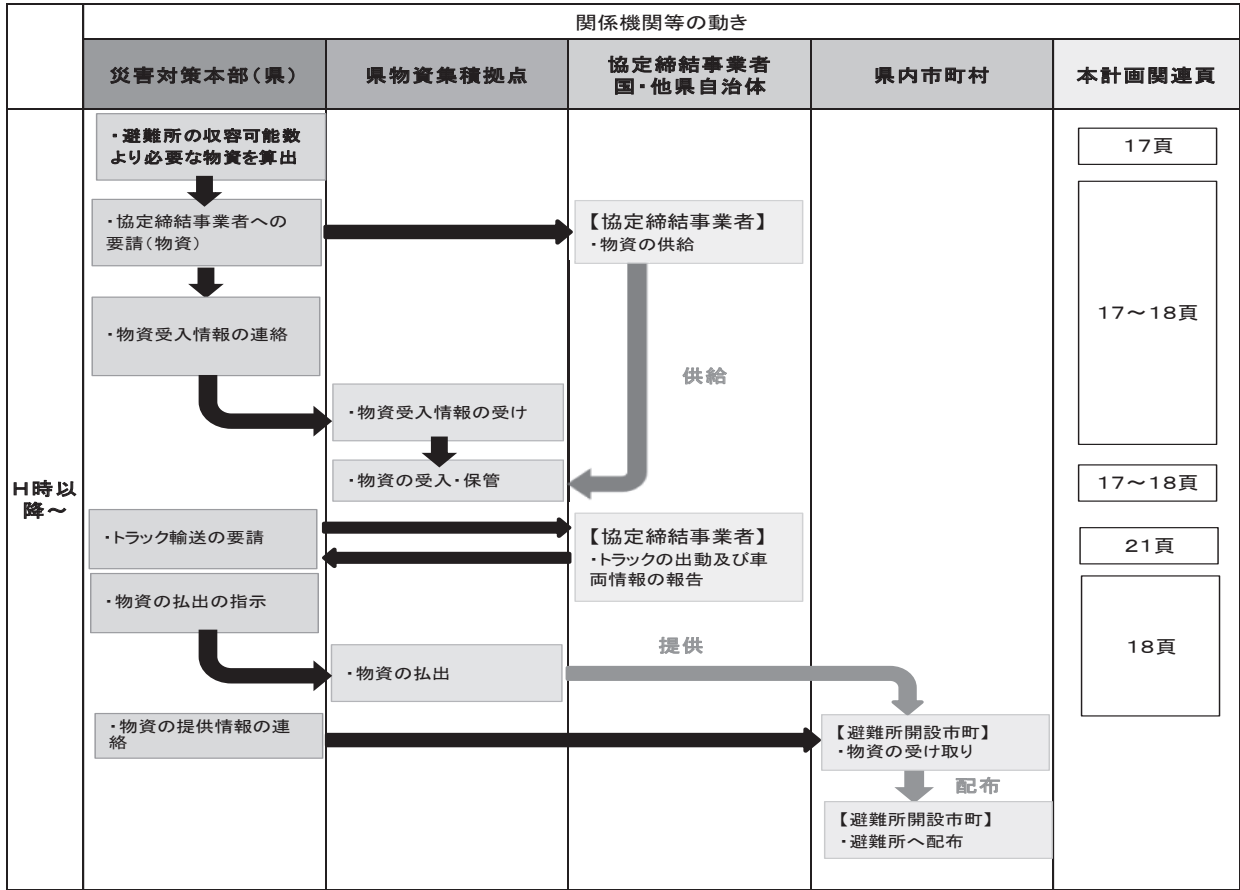 関係機関等の動き
災害対策本部(県)
県物資集積拠点
協定締結事業者
国・他県自治体
県内市町村
本計画関連頁
H時以
降~
・避難所の収容可能数
より必要な物資を算出
17頁
・協定締結事業者への
要請(物資)
【協定締結事業者】
・物資の供給
17~18頁
・物資受入情報の連絡
供給
・物資受入情報の受け
・物資の受入・保管
17~18頁
・トラック輸送の要請
【協定締結事業者】
・トラックの出動及び車
両情報の報告
21頁
・物資の払出の指示
提供
18頁
・物資の払出
・物資の提供情報の連
絡
【避難所開設市町】
・物資の受け取り
配布
【避難所開設市町】
・避難所へ配布